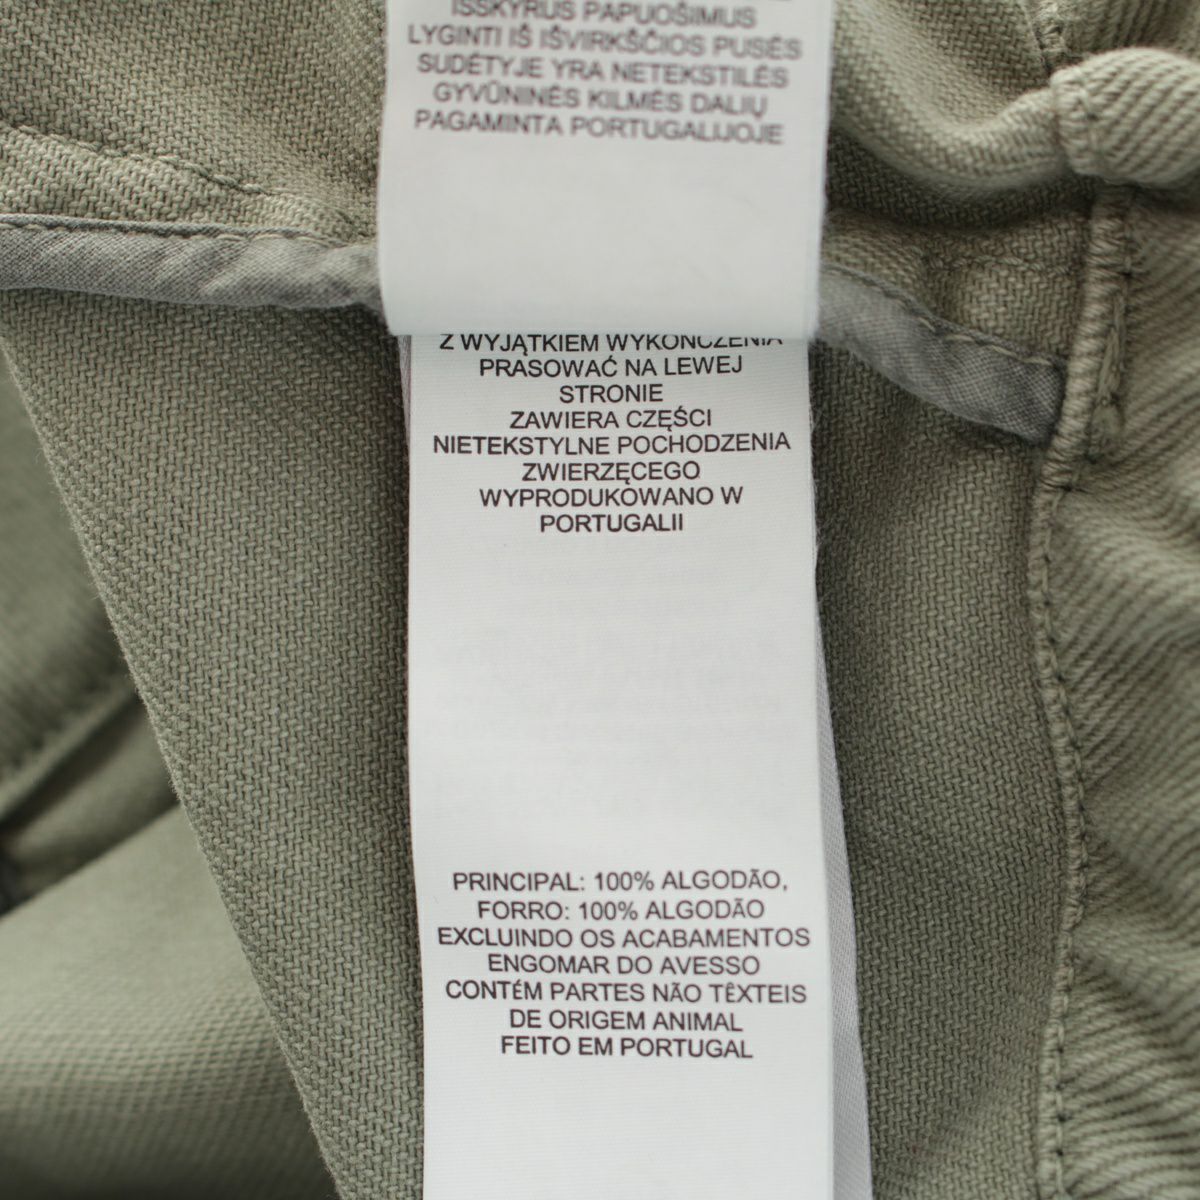 IŠSKYRUS PAPUOŠIMUS
LYGINTI IŠ IŠVIRKŠČIOS PUSĖS
SUDĖTYJE YRA NETEKSTILĖS
GYVŪNINĖS KILMĖS DALIŲ
PAGAMINTA PORTUGALIJOJE
Z WYJĄTKIEM WYKOŃCZENIA
PRASOWAĆ NA LEWEJ
STRONIE
ZAWIERA CZĘŚCI
NIETEKSTYLNE POCHODZENIA
ZWIERZĘCEGO
WYPRODUKOWANO W
PORTUGALII
PRINCIPAL: 100% ALGODÃO,
FORRO: 100% ALGODÃO
EXCLUINDO OS ACABAMENTOS
ENGOMAR DO AVESSO
CONTÉM PARTES NÃO TÊXTEIS
DE ORIGEM ANIMAL
FEITO EM PORTUGAL